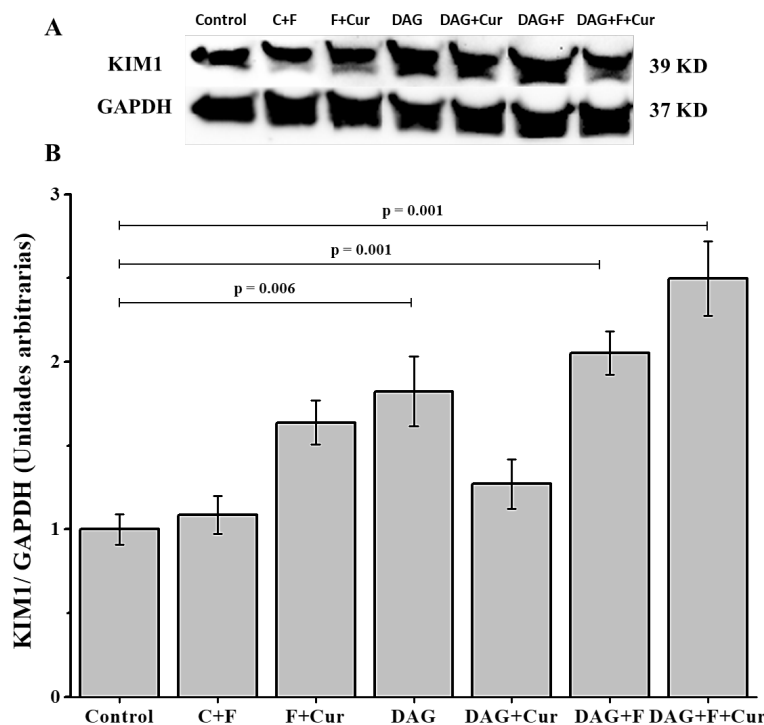 A
Control C+F F+Cur DAG DAG+Cur DAG+F DAG+F+Cur
KIM1 39 KD
GAPDH 37 KD
B
3
p = 0.001
p = 0.001
p = 0.006
2
1
0
KIM1/ GAPDH (Unidades arbitrarias)
Control C+F F+Cur DAG DAG+Cur DAG+F DAG+F+Cur